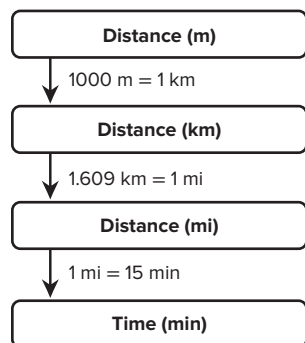 Distance (m)
1000 m = 1 km
Distance (km)
1.609 km = 1 mi
Distance (mi)
1 mi = 15 min
Time (min)